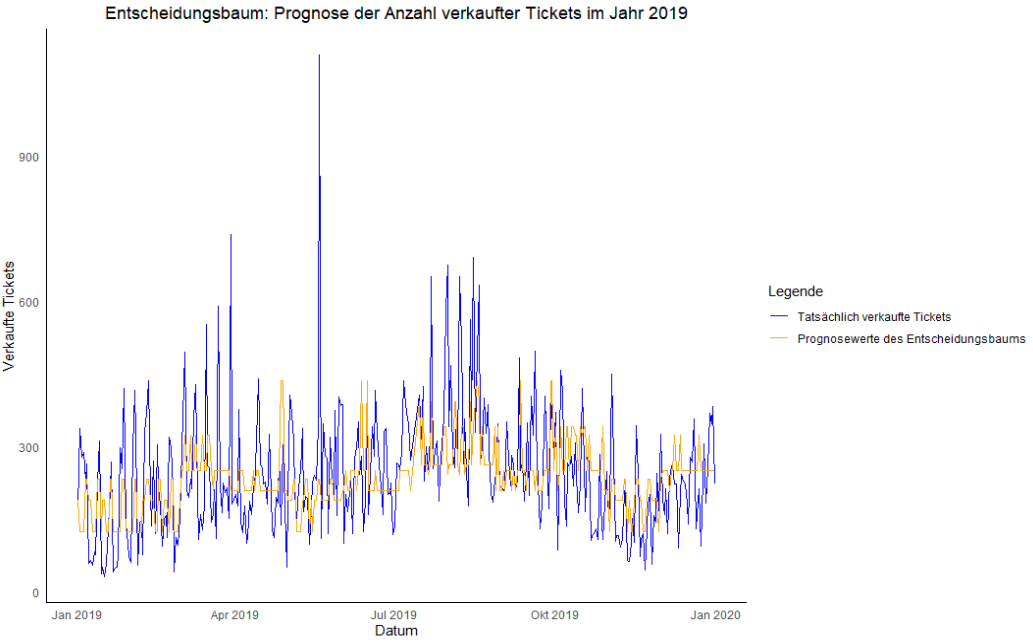 Entscheidungsbaum: Prognose der Anzahl verkaufter Tickets im Jahr 2019
Verkaufte Tickets
900
600
300
0
Jan 2019
Apr 2019
Jul 2019
Okt 2019
Jan 2020
Datum
Legende
Tatsächlich verkaufte Tickets
Prognosewerte des Entscheidungsbaums